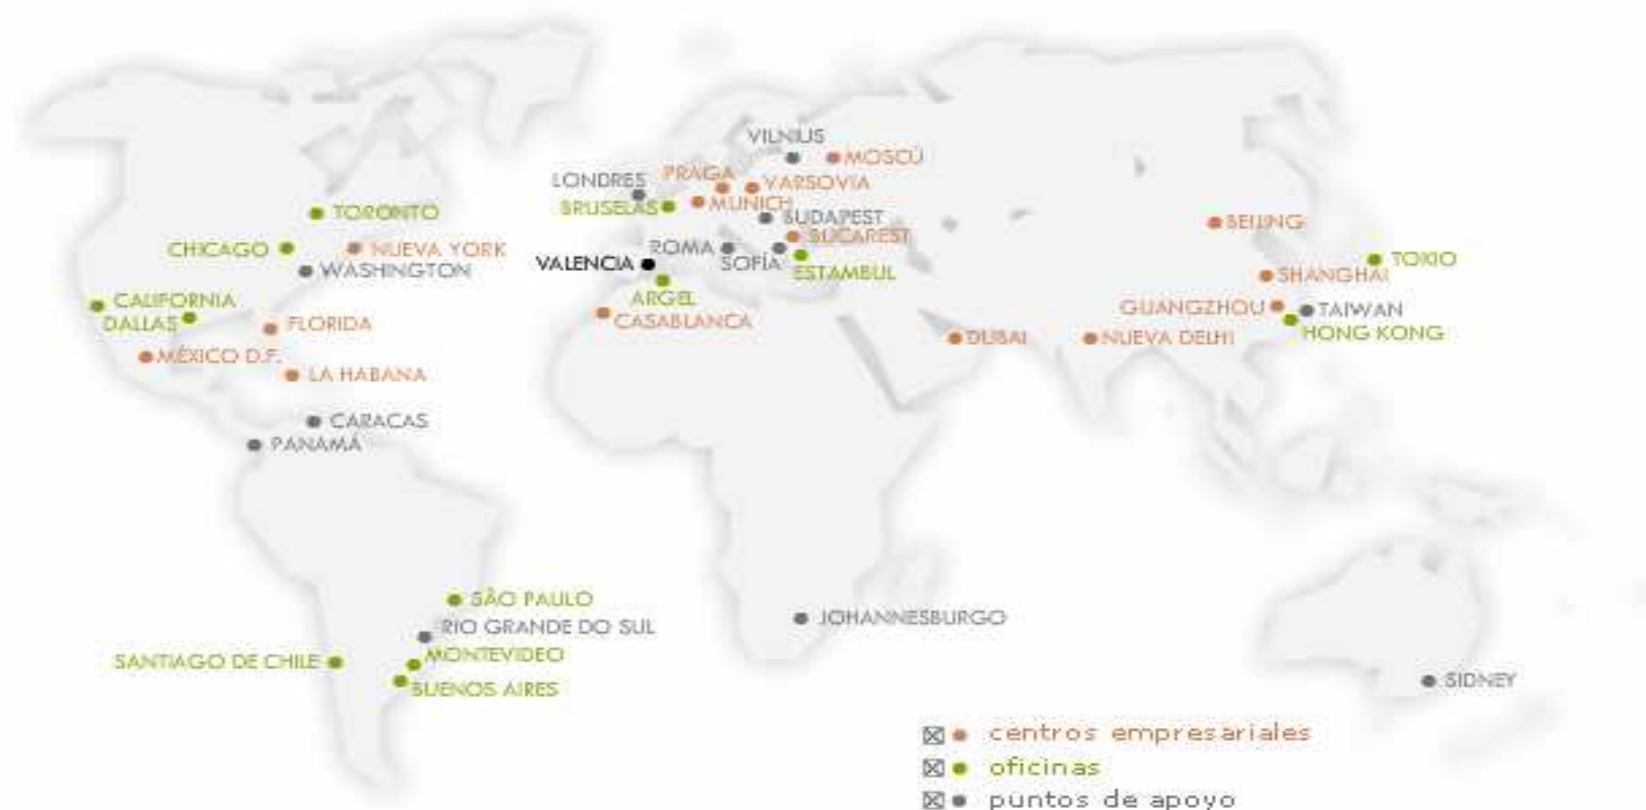 VILNIUS
MOSCÚ
LONDRES
PRAGA
VARSOVIA
BRUSELAS
MUNICH
TORONTO
BUDAPEST
BEIJING
BUCAREST
CHICAGO
NUEVA YORK
ROMA
SOFÍA
TOKIO
WASHINGTON
VALENCIA
ESTAMBUL
SHANGHAI
CALIFORNIA
ARGEL
GUANGZHOU
TAIWAN
DALLAS
FLORIDA
CASABLANCA
HONG KONG
DUBAI
NUEVA DELHI
MÉXICO D.F.
LA HABANA
CARACAS
PANAMÁ
SÃO PAULO
JOHANNESBURGO
RIO GRANDE DO SUL
SANTIAGO DE CHILE
MONTEVIDEO
BUENOS AIRES
SIDNEY
centros empresariales
oficinas
puntos de apoyo